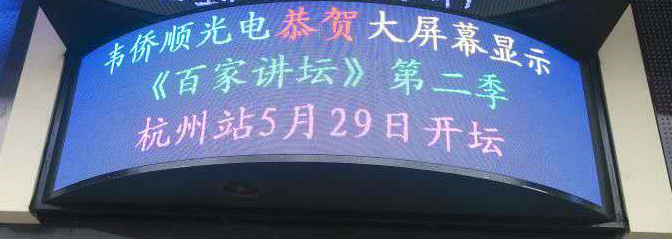 韦侨顺光电恭贺大屏幕显示
《百家讲坛》第二季
杭州站5月29日开坛